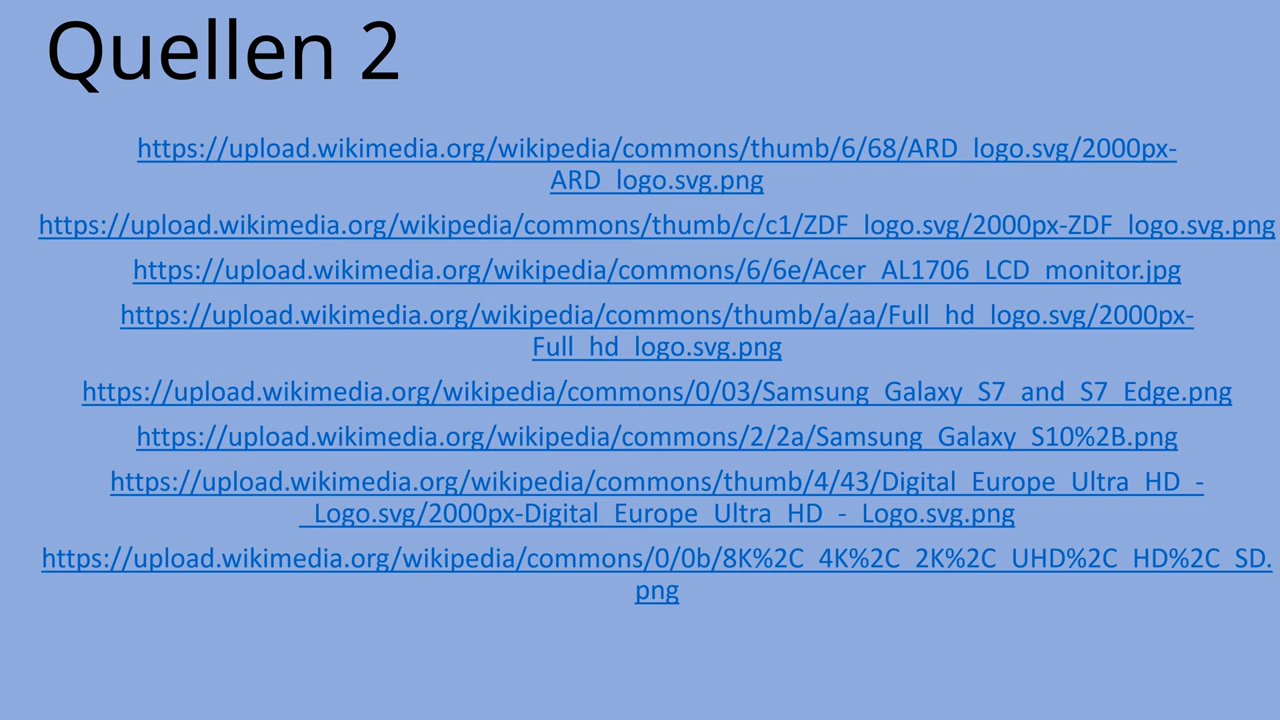 Quellen 2
https://upload.wikimedia.org/wikipedia/commons/thumb/6/68/ARD_logo.svg/2000px-
ARD_logo.svg.png
https://upload.wikimedia.org/wikipedia/commons/thumb/c/c1/ZDF_logo.svg/2000px-ZDF_logo.svg.png
https://upload.wikimedia.org/wikipedia/commons/6/6e/Acer_AL1706_LCD_monitor.jpg
https://upload.wikimedia.org/wikipedia/commons/thumb/a/aa/Full_hd_logo.svg/2000px-
Full_hd_logo.svg.png
https://upload.wikimedia.org/wikipedia/commons/0/03/Samsung_Galaxy_S7_and_S7_Edge.png
https://upload.wikimedia.org/wikipedia/commons/2/2a/Samsung_Galaxy_S10%2B.png
https://upload.wikimedia.org/wikipedia/commons/thumb/4/43/Digital_Europe_Ultra_HD_-
_Logo.svg/2000px-Digital_Europe_Ultra_HD_-_Logo.svg.png
https://upload.wikimedia.org/wikipedia/commons/0/0b/8K%2C_4K%2C_2K%2C_UHD%2C_HD%2C_SD.
png